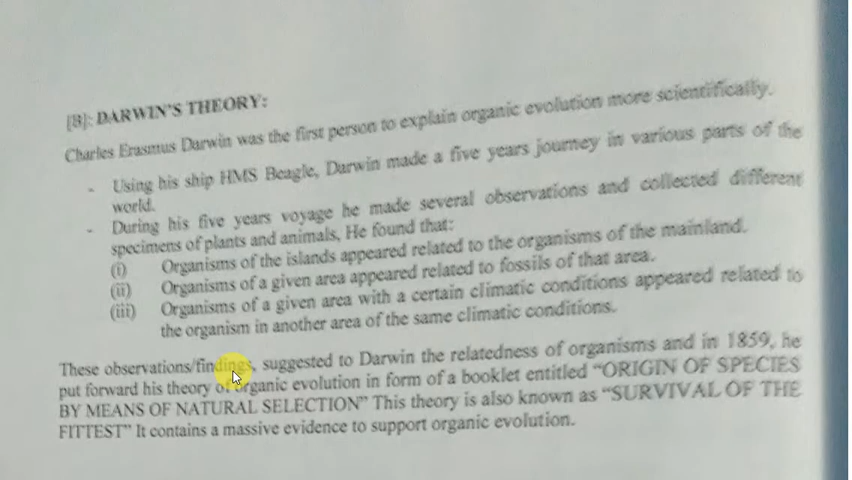 [B]: DARWIN'S THEORY:
Charles Erasmus Darwin was the first person to explain organic evolution more scientifically.
- Using his ship HMS Beagle, Darwin made a five years journey in various parts of the
world.
- During his five years voyage he made several observations and collected different
specimens of plants and animals, He found that:
(i) Organisms of the islands appeared related to the organisms of the mainland.
(ii) Organisms of a given area appeared related to fossils of that area.
(iii) Organisms of a given area with a certain climatic conditions appeared related to
the organism in another area of the same climatic conditions.
These observations/findings, suggested to Darwin the relatedness of organisms and in 1859, he
put forward his theory of organic evolution in form of a booklet entitled "ORIGIN OF SPECIES
BY MEANS OF NATURAL SELECTION" This theory is also known as "SURVIVAL OF THE
FITTEST" It contains a massive evidence to support organic evolution.